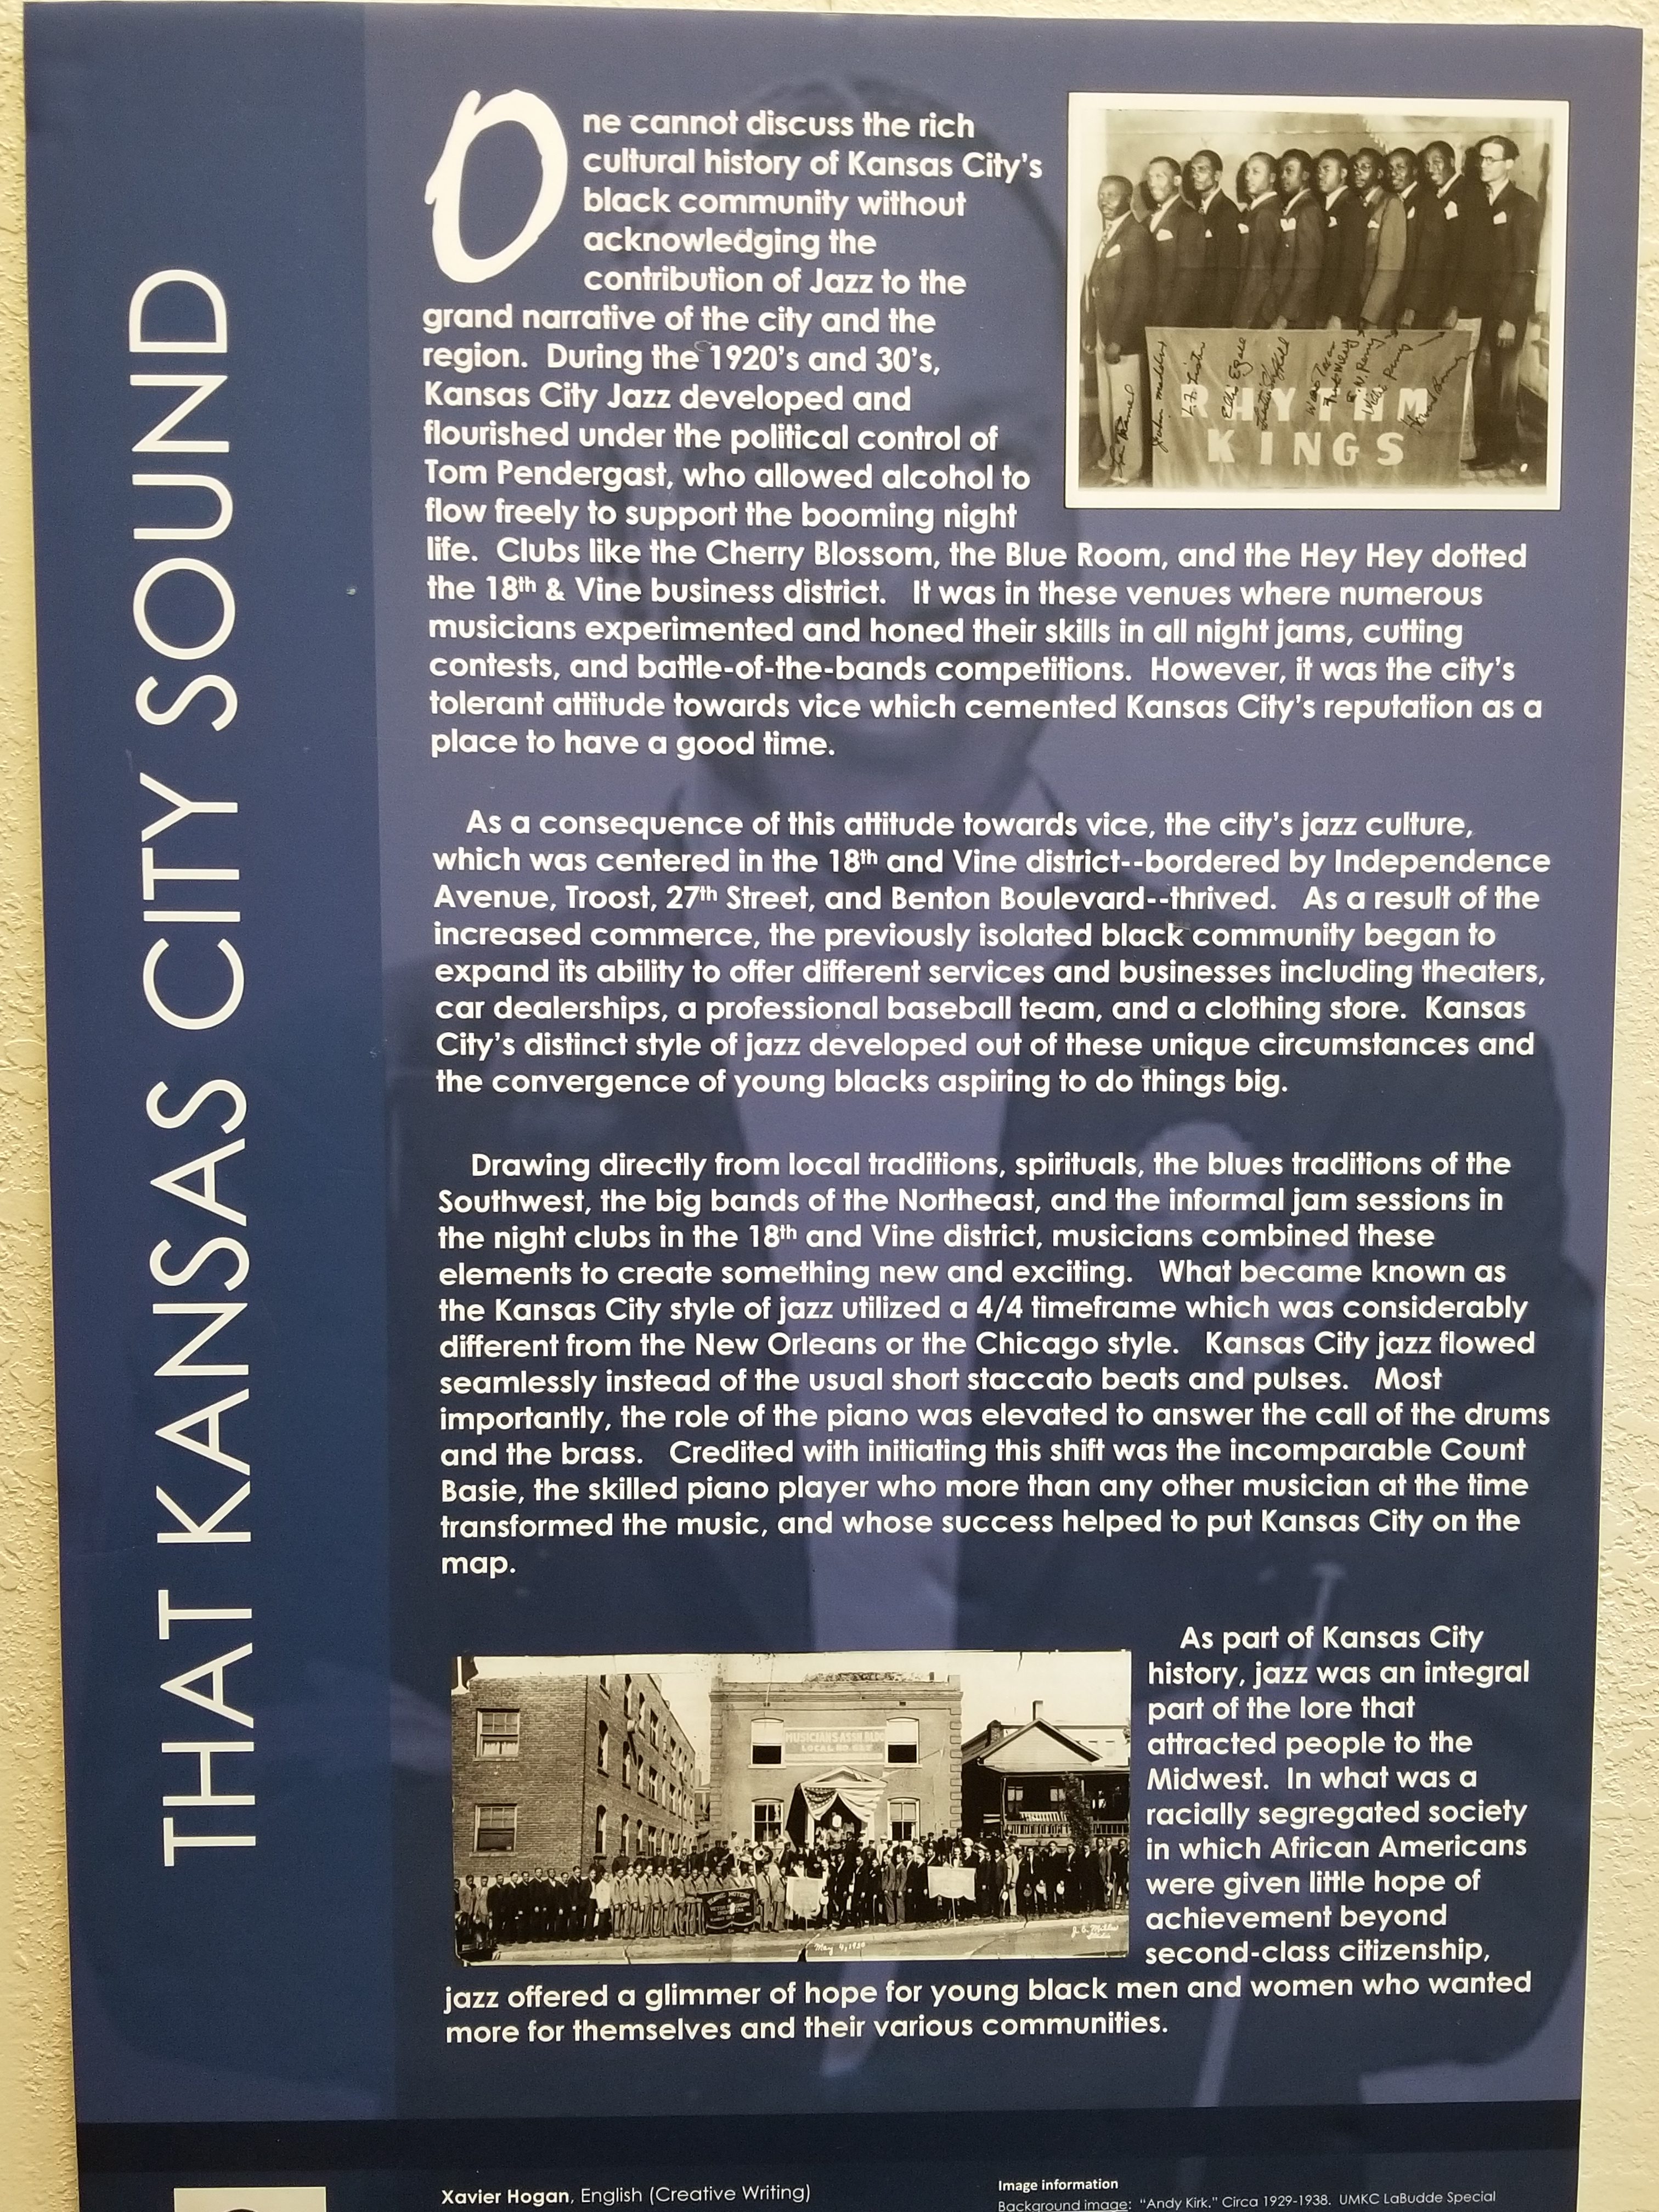 THAT KANSAS CITY SOUND
One cannot discuss the rich
cultural history of Kansas City's
black community without
acknowledging the
contribution of Jazz to the
grand narrative of the city and the
region. During the 1920's and 30's,
Kansas City Jazz developed and
flourished under the political control of
Tom Pendergast, who allowed alcohol to
flow freely to support the booming night
life. Clubs like the Cherry Blossom, the Blue Room, and the Hey Hey dotted
the 18th & Vine business district. It was in these venues where numerous
musicians experimented and honed their skills in all night jams, cutting
contests, and battle-of-the-bands competitions. However, it was the city's
tolerant attitude towards vice which cemented Kansas City's reputation as a
place to have a good time.
RHYTHM
KINGS
As a consequence of this attitude towards vice, the city's jazz culture,
which was centered in the 18th and Vine district--bordered by Independence
Avenue, Troost, 27th Street, and Benton Boulevard--thrived. As a result of the
increased commerce, the previously isolated black community began to
expand its ability to offer different services and businesses including theaters,
car dealerships, a professional baseball team, and a clothing store. Kansas
City's distinct style of jazz developed out of these unique circumstances and
the convergence of young blacks aspiring to do things big.
Drawing directly from local traditions, spirituals, the blues traditions of the
Southwest, the big bands of the Northeast, and the informal jam sessions in
the night clubs in the 18th and Vine district, musicians combined these
elements to create something new and exciting. What became known as
the Kansas City style of jazz utilized a 4/4 timeframe which was considerably
different from the New Orleans or the Chicago style. Kansas City jazz flowed
seamlessly instead of the usual short staccato beats and pulses. Most
importantly, the role of the piano was elevated to answer the call of the drums
and the brass. Credited with initiating this shift was the incomparable Count
Basie, the skilled piano player who more than any other musician at the time
transformed the music, and whose success helped to put Kansas City on the
map.
MUSICIANS ASSN. BLDG
LOCAL NO. 627
May 4, 1930
As part of Kansas City
history, jazz was an integral
part of the lore that
attracted people to the
Midwest. In what was a
racially segregated society
in which African Americans
were given little hope of
achievement beyond
second-class citizenship,
jazz offered a glimmer of hope for young black men and women who wanted
more for themselves and their various communities.
Xavier Hogan, English (Creative Writing)
Image information
Background image: "Andy Kirk." Circa 1929-1938. UMKC LaBudde Special